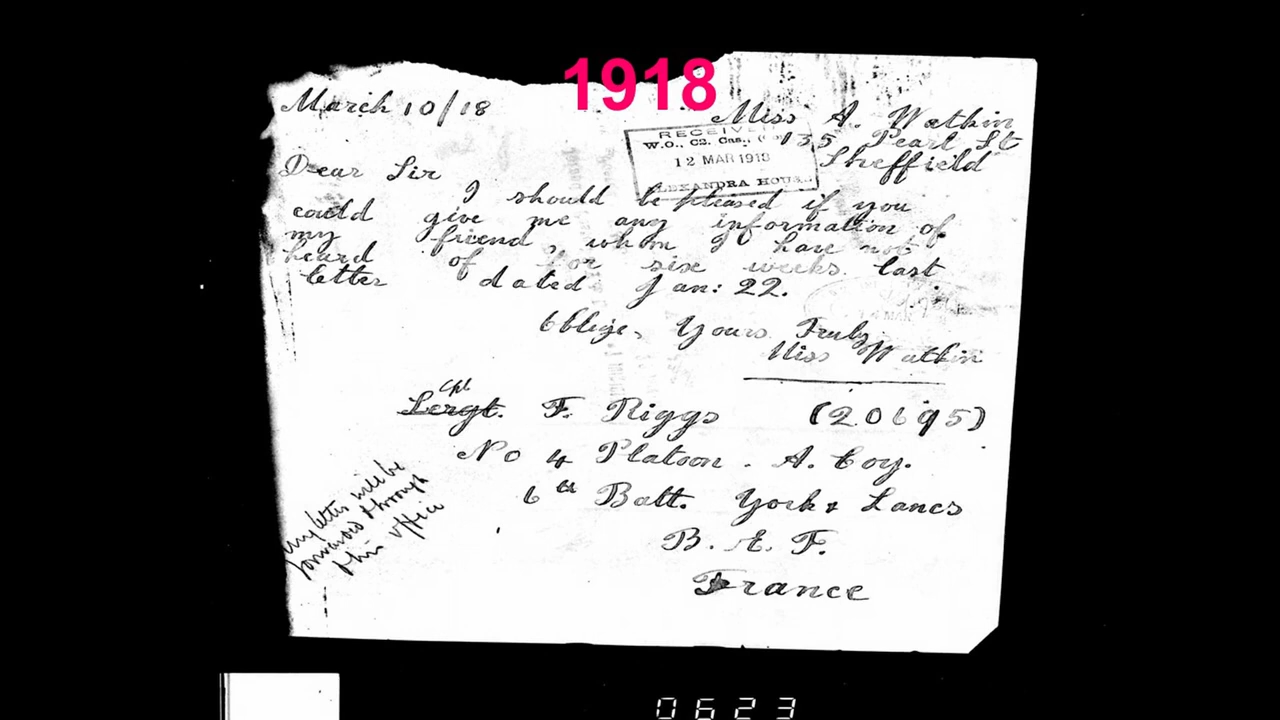 1918
March 10/18
Miss A. Watkin
135 Pearl St
Sheffield
RECEIVED
W.O., C2. Cas.,
12 MAR 1918
ALEXANDRA HOUSE
Dear Sir
I should be pleased if you
could give me any information of
my friend, whom I have not
heard of for six weeks. last
letter dated Jan: 22.
Oblige, Yours Truly,
Miss Watkin
Cpl
Sergt. F. Riggs (20695)
No 4 Platoon. A. Coy.
6th Batt. York & Lancs
B. E. F.
France
any letter will be
forwarded through
this office
0623